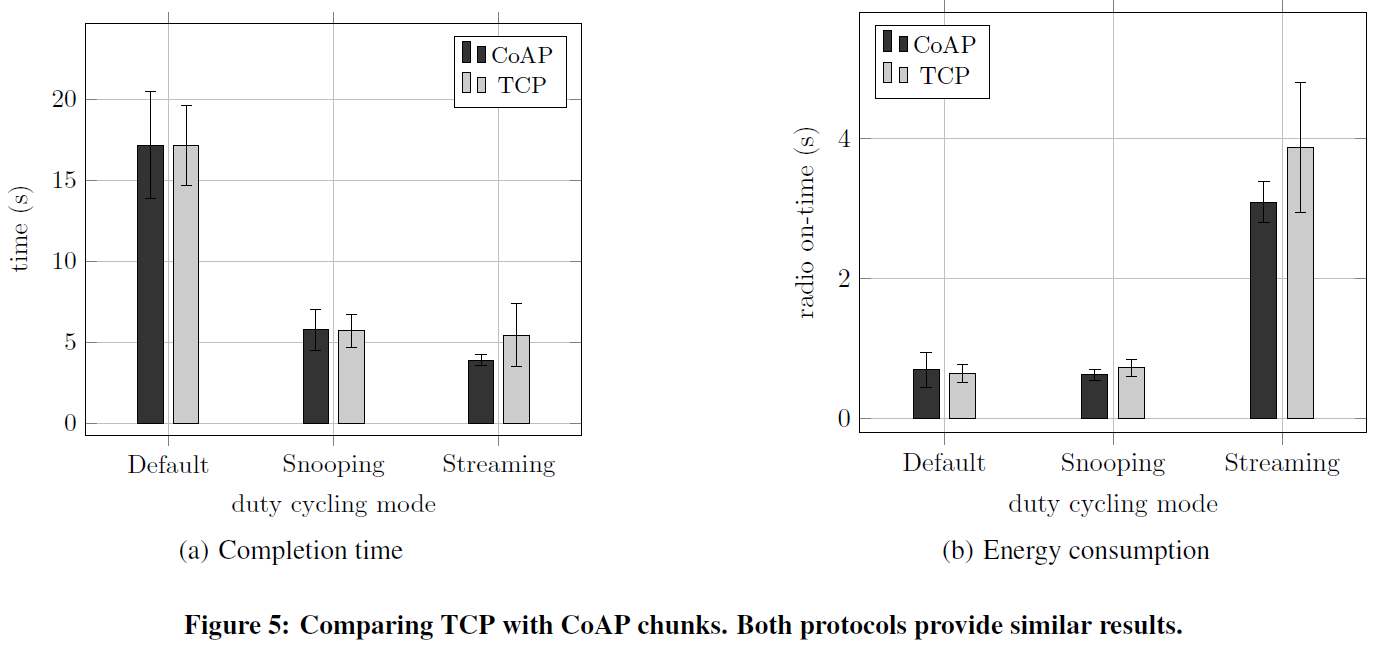 CoAP
TCP
20
15
10
5
0
time (s)
Default Snooping Streaming
duty cycling mode
(a) Completion time
CoAP
TCP
4
2
0
radio on-time (s)
Default Snooping Streaming
duty cycling mode
(b) Energy consumption
Figure 5: Comparing TCP with CoAP chunks. Both protocols provide similar results.